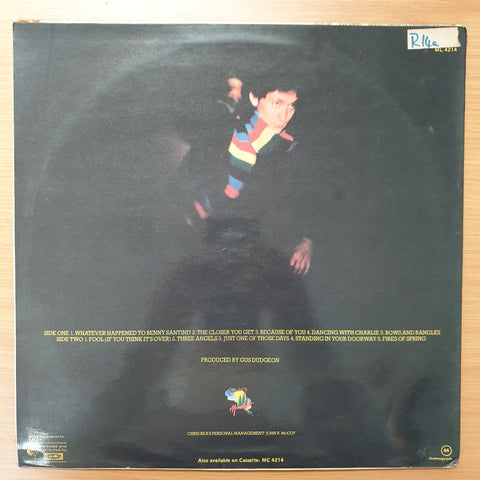 R14a
ML 4214
SIDE ONE 1. WHATEVER HAPPENED TO BENNY SANTINI? 2. THE CLOSER YOU GET 3. BECAUSE OF YOU 4. DANCING WITH CHARLIE 5. BOWS AND BANGLES
SIDE TWO 1. FOOL (IF YOU THINK IT'S OVER) 2. THREE ANGELS 3. JUST ONE OF THOSE DAYS 4. STANDING IN YOUR DOORWAY 5. FIRES OF SPRING
PRODUCED BY GUS DUDGEON
CHRIS REA'S PERSONAL MANAGEMENT: JOHN R. McCOY
Also available on Cassette: MC 4214